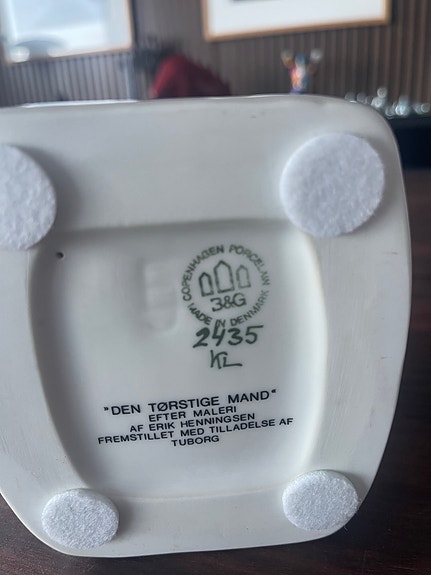 COPENHAGEN PORCELAIN
MADE IN DENMARK
B&G
2435
KL
"DEN TØRSTIGE MAND"
EFTER MALERI
AF ERIK HENNINGSEN
FREMSTILLET MED TILLADELSE AF
TUBORG